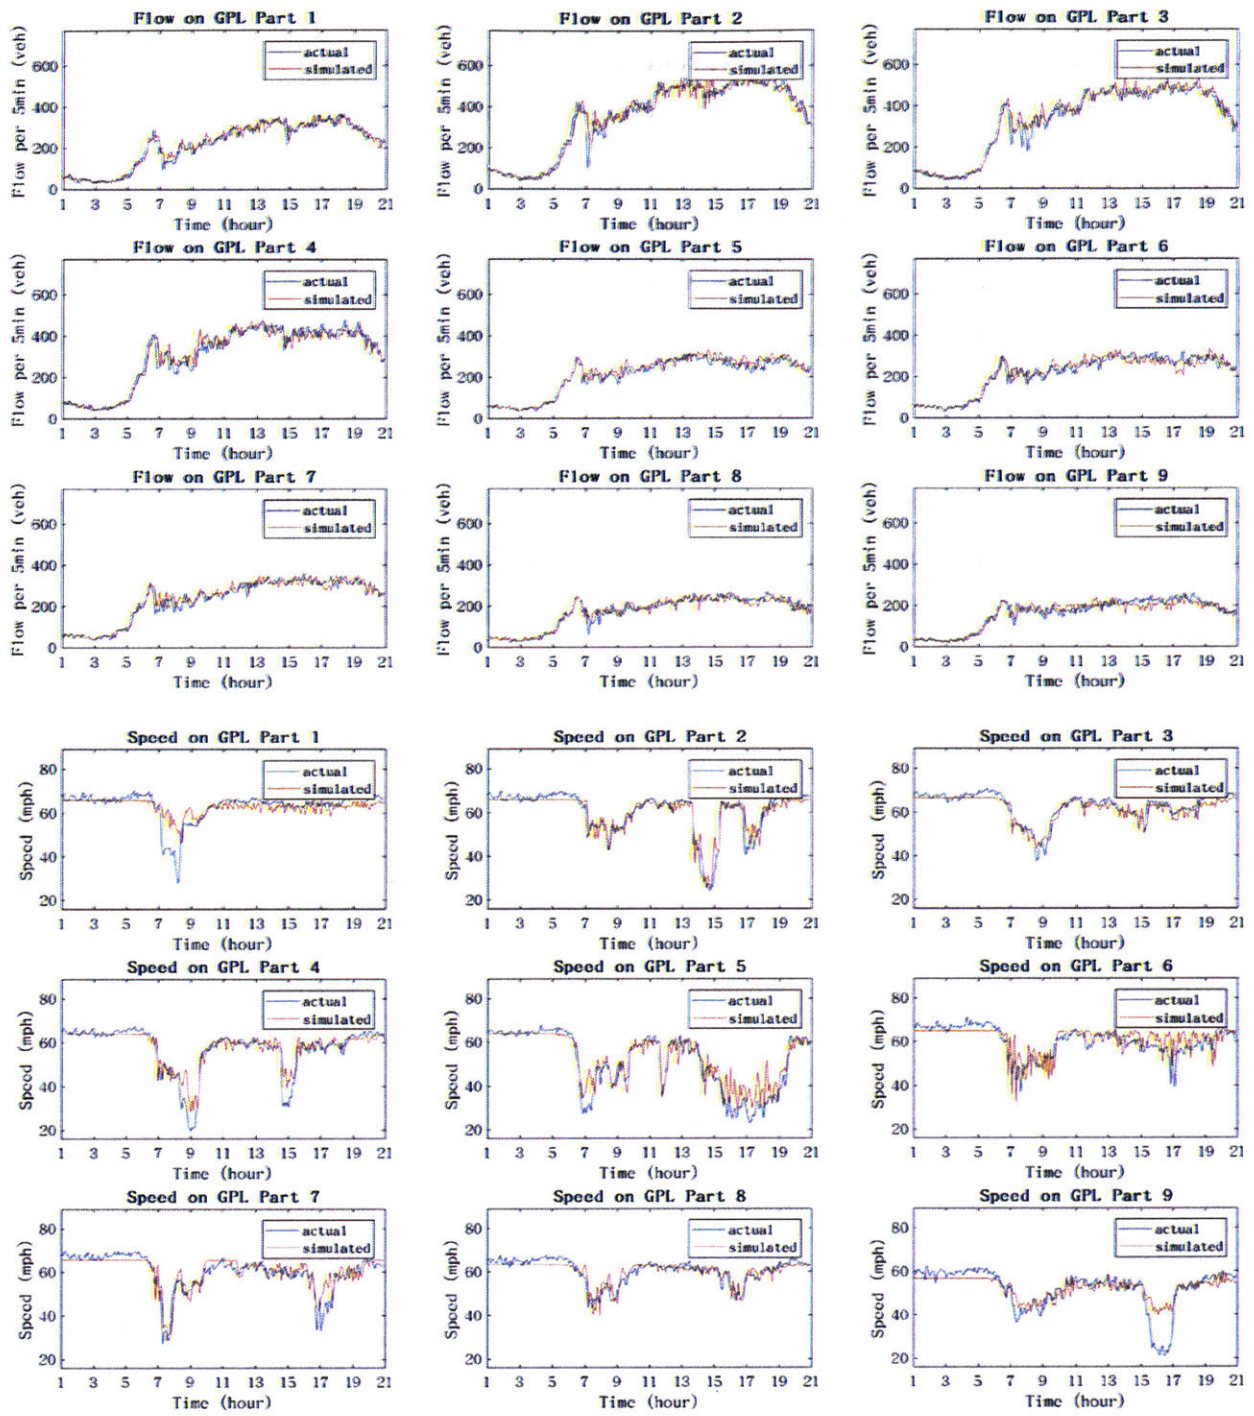 Flow on GPL Part 1
Flow on GPL Part 2
Flow on GPL Part 3
Flow per 5min (veh)
600
400
200
0
actual
simulated
1 3 5 7 9 11 13 15 17 19 21
Time (hour)
Flow per 5min (veh)
600
400
200
0
actual
simulated
1 3 5 7 9 11 13 15 17 19 21
Time (hour)
Flow per 5min (veh)
600
400
200
0
actual
simulated
1 3 5 7 9 11 13 15 17 19 21
Time (hour)
Flow on GPL Part 4
Flow on GPL Part 5
Flow on GPL Part 6
Flow per 5min (veh)
600
400
200
0
actual
simulated
1 3 5 7 9 11 13 15 17 19 21
Time (hour)
Flow per 5min (veh)
600
400
200
0
actual
simulated
1 3 5 7 9 11 13 15 17 19 21
Time (hour)
Flow per 5min (veh)
600
400
200
0
actual
simulated
1 3 5 7 9 11 13 15 17 19 21
Time (hour)
Flow on GPL Part 7
Flow on GPL Part 8
Flow on GPL Part 9
Flow per 5min (veh)
600
400
200
0
actual
simulated
1 3 5 7 9 11 13 15 17 19 21
Time (hour)
Flow per 5min (veh)
600
400
200
0
actual
simulated
1 3 5 7 9 11 13 15 17 19 21
Time (hour)
Flow per 5min (veh)
600
400
200
0
actual
simulated
1 3 5 7 9 11 13 15 17 19 21
Time (hour)
Speed on GPL Part 1
Speed on GPL Part 2
Speed on GPL Part 3
Speed (mph)
80
60
40
20
actual
simulated
1 3 5 7 9 11 13 15 17 19 21
Time (hour)
Speed (mph)
80
60
40
20
actual
simulated
1 3 5 7 9 11 13 15 17 19 21
Time (hour)
Speed (mph)
80
60
40
20
actual
simulated
1 3 5 7 9 11 13 15 17 19 21
Time (hour)
Speed on GPL Part 4
Speed on GPL Part 5
Speed on GPL Part 6
Speed (mph)
80
60
40
20
actual
simulated
1 3 5 7 9 11 13 15 17 19 21
Time (hour)
Speed (mph)
80
60
40
20
actual
simulated
1 3 5 7 9 11 13 15 17 19 21
Time (hour)
Speed (mph)
80
60
40
20
actual
simulated
1 3 5 7 9 11 13 15 17 19 21
Time (hour)
Speed on GPL Part 7
Speed on GPL Part 8
Speed on GPL Part 9
Speed (mph)
80
60
40
20
actual
simulated
1 3 5 7 9 11 13 15 17 19 21
Time (hour)
Speed (mph)
80
60
40
20
actual
simulated
1 3 5 7 9 11 13 15 17 19 21
Time (hour)
Speed (mph)
80
60
40
20
actual
simulated
1 3 5 7 9 11 13 15 17 19 21
Time (hour)